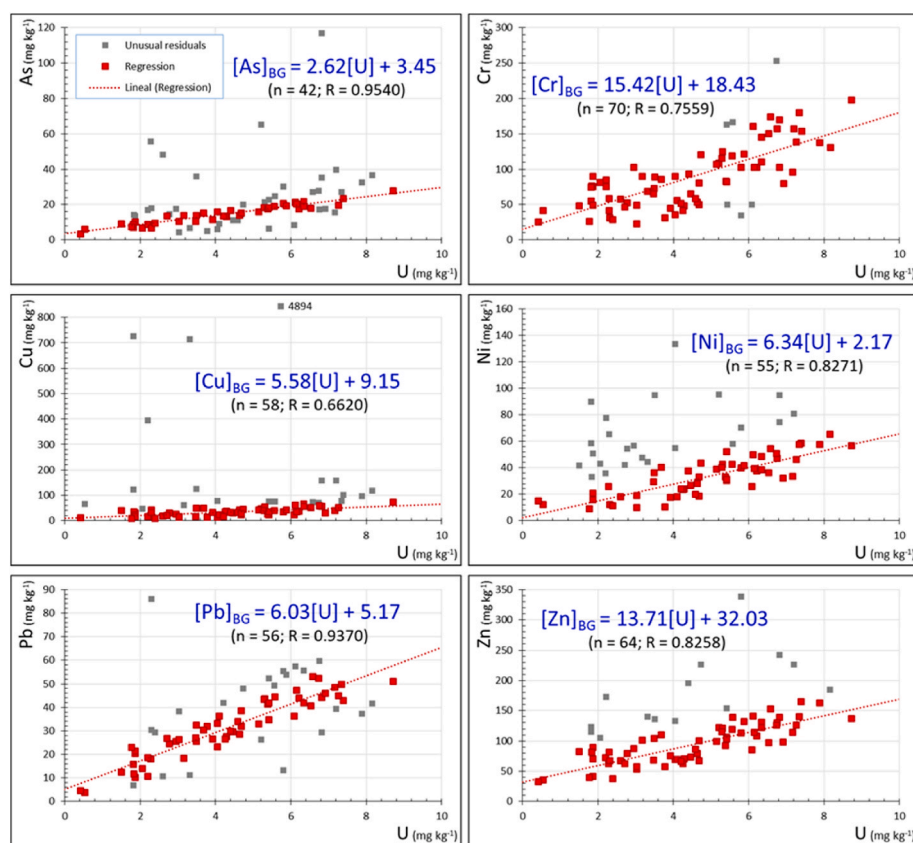 As (mg kg⁻¹)
120
100
80
60
40
20
0
Unusual residuals
Regression
Lineal (Regression)
[As]BG = 2.62[U] + 3.45
(n = 42; R = 0.9540)
0 2 4 6 8 10
U (mg kg⁻¹)
Cr (mg kg⁻¹)
300
250
200
150
100
50
0
[Cr]BG = 15.42[U] + 18.43
(n = 70; R = 0.7559)
0 2 4 6 8 10
U (mg kg⁻¹)
Cu (mg kg⁻¹)
800
700
600
500
400
300
200
100
0
4894
[Cu]BG = 5.58[U] + 9.15
(n = 58; R = 0.6620)
0 2 4 6 8 10
U (mg kg⁻¹)
Ni (mg kg⁻¹)
160
140
120
100
80
60
40
20
0
[Ni]BG = 6.34[U] + 2.17
(n = 55; R = 0.8271)
0 2 4 6 8 10
U (mg kg⁻¹)
Pb (mg kg⁻¹)
90
80
70
60
50
40
30
20
10
0
[Pb]BG = 6.03[U] + 5.17
(n = 56; R = 0.9370)
0 2 4 6 8 10
U (mg kg⁻¹)
Zn (mg kg⁻¹)
350
300
250
200
150
100
50
0
[Zn]BG = 13.71[U] + 32.03
(n = 64; R = 0.8258)
0 2 4 6 8 10
U (mg kg⁻¹)